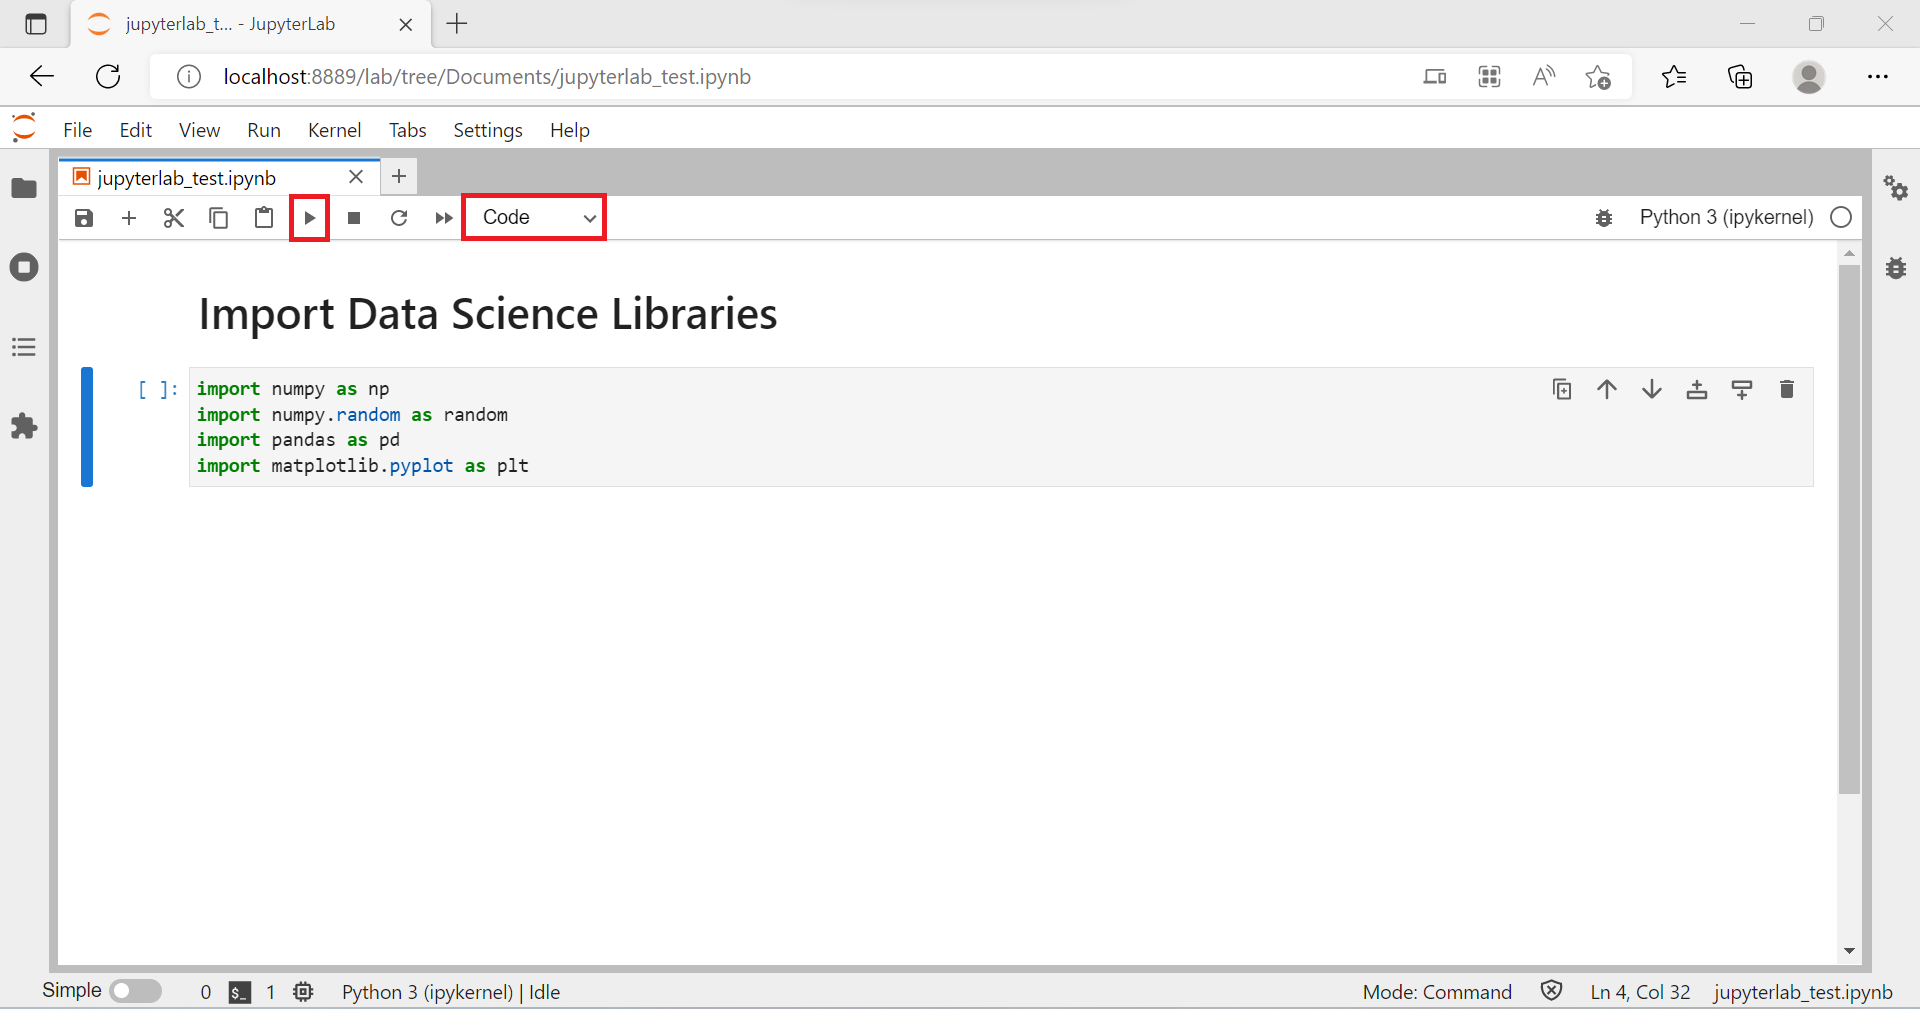 jupyterlab_t... - JupyterLab
localhost:8889/lab/tree/Documents/jupyterlab_test.ipynb
File Edit View Run Kernel Tabs Settings Help
jupyterlab_test.ipynb
Code
Python 3 (ipykernel)
Import Data Science Libraries
[ ]:
import numpy as np
import numpy.random as random
import pandas as pd
import matplotlib.pyplot as plt
Simple 0 $_ 1 Python 3 (ipykernel) | Idle Mode: Command Ln 4, Col 32 jupyterlab_test.ipynb